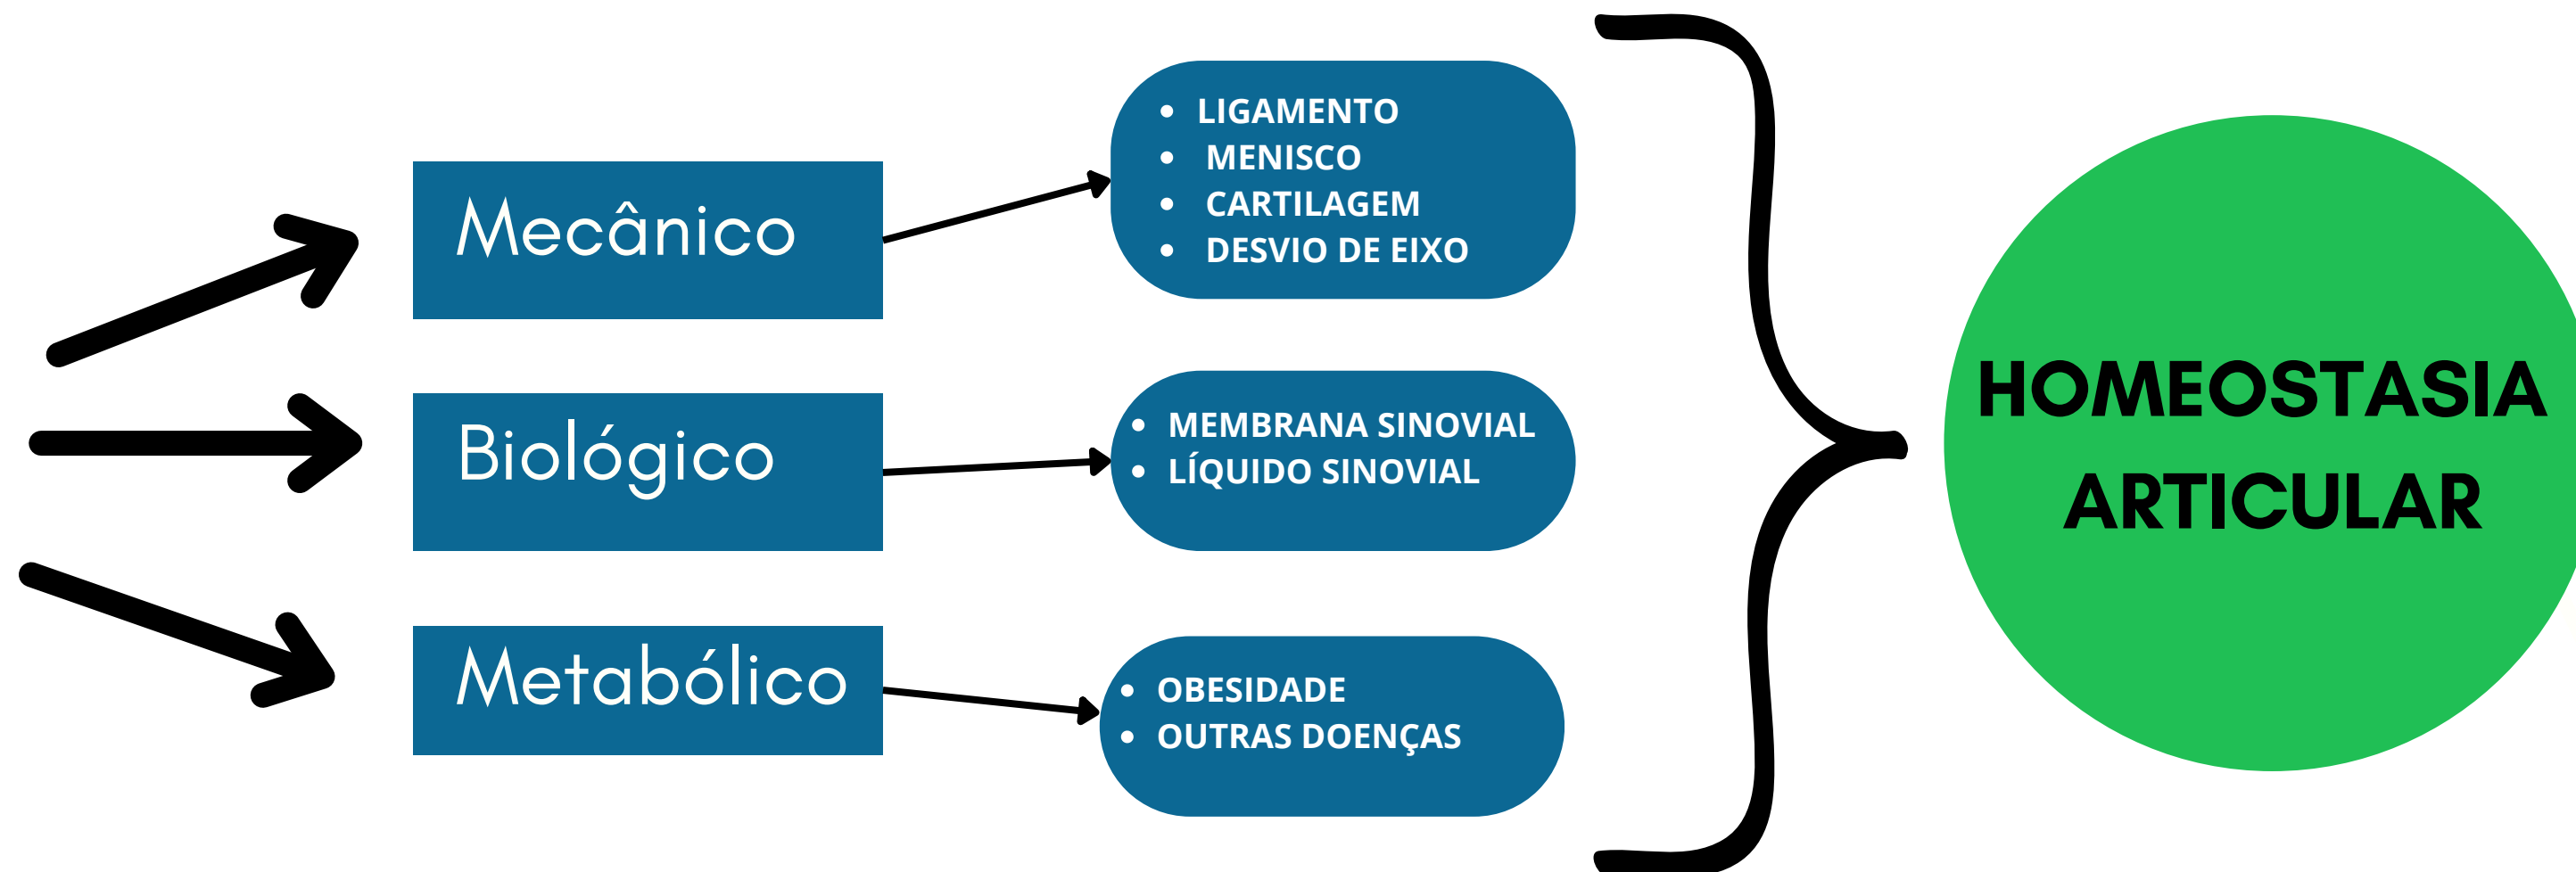 Mecânico
• LIGAMENTO
• MENISCO
• CARTILAGEM
• DESVIO DE EIXO
Biológico
• MEMBRANA SINOVIAL
• LÍQUIDO SINOVIAL
Metabólico
• OBESIDADE
• OUTRAS DOENÇAS
HOMEOSTASIA
ARTICULAR